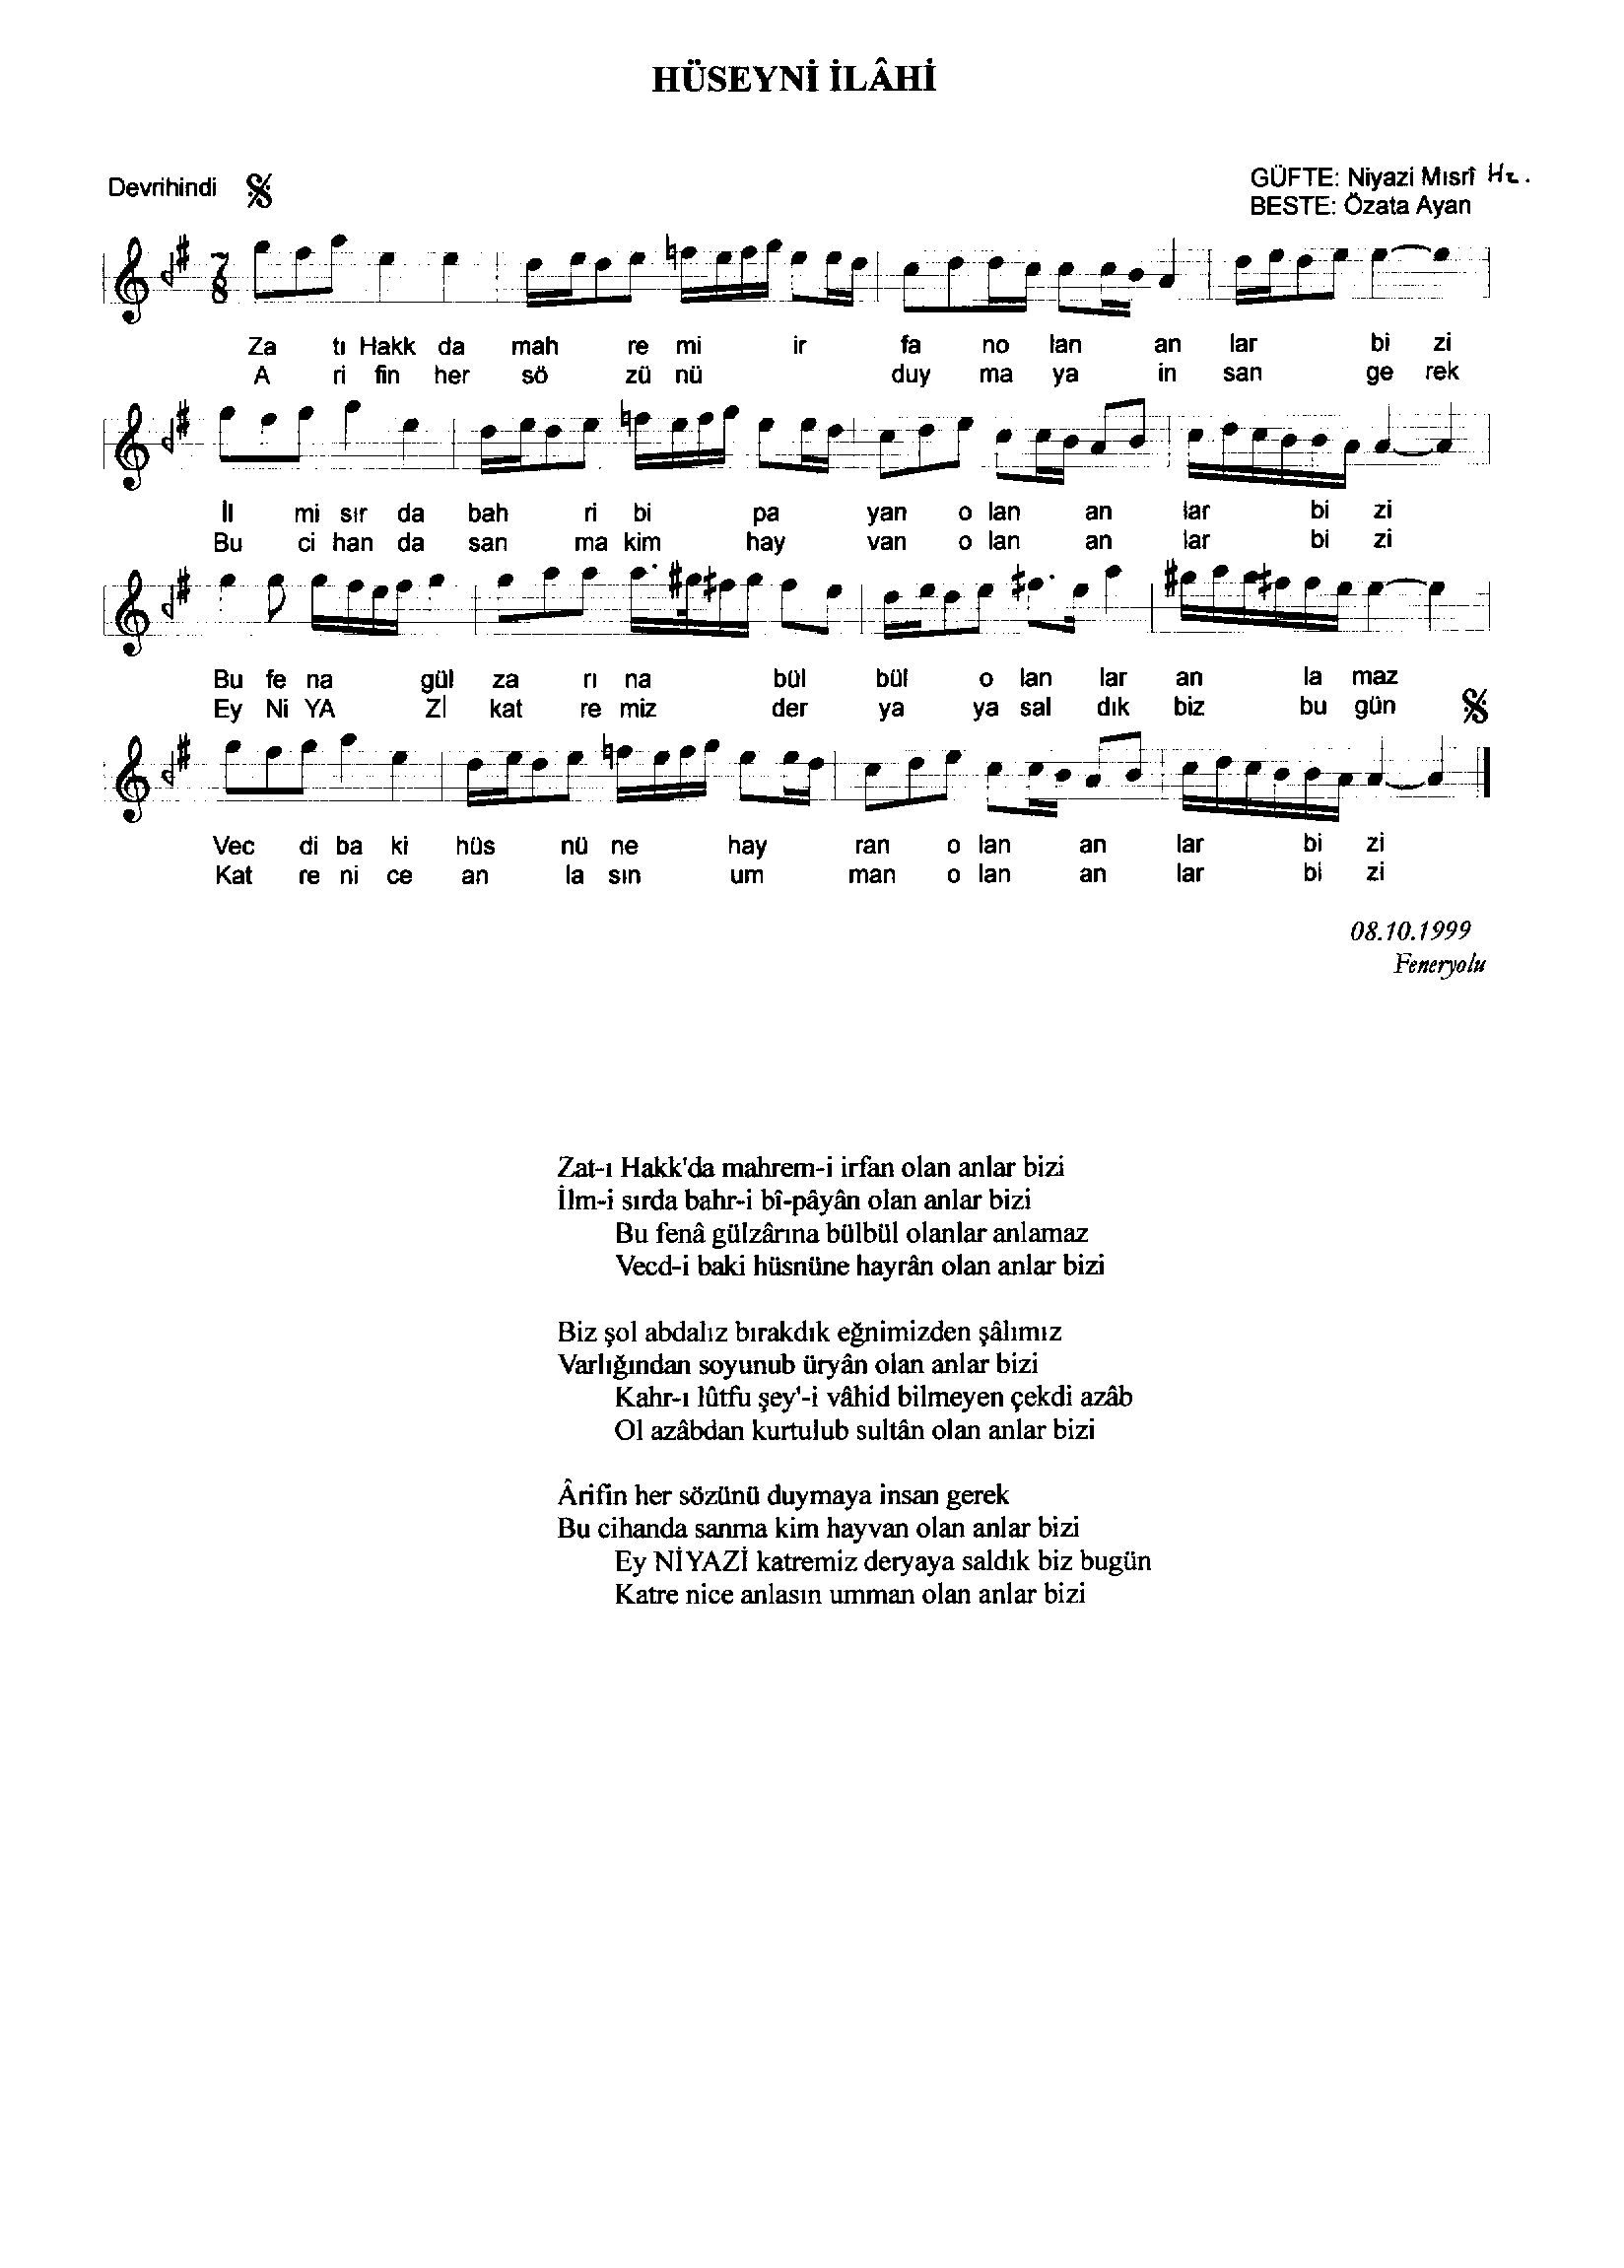 HÜSEYNİ İLÂHİ
Devrihindi
GÜFTE: Niyazi Mısrî Hz.
BESTE: Özata Ayan
7
8
Za tı Hakk da mah re mi ir fa no lan an lar bi zi
A ri fin her sö zü nü duy ma ya in san ge rek
İl mi sır da bah ri bi pa yan o lan an lar bi zi
Bu ci han da san ma kim hay van o lan an lar bi zi
Bu fe na gül za rı na bül bül o lan lar an la maz
Ey Ni YA Zİ kat re miz der ya ya sal dık biz bu gün
Vec di ba ki hüs nü ne hay ran o lan an lar bi zi
Kat re ni ce an la sın um man o lan an lar bi zi
08.10.1999
Feneryolu
Zat-ı Hakk'da mahrem-i irfan olan anlar bizi
İlm-i sırda bahr-i bî-pâyân olan anlar bizi
Bu fenâ gülzârına bülbül olanlar anlamaz
Vecd-i baki hüsnüne hayrân olan anlar bizi
Biz şol abdalız bırakdık eğnimizden şâlımız
Varlığından soyunub üryân olan anlar bizi
Kahr-ı lûtfu şey'-i vâhid bilmeyen çekdi azâb
Ol azâbdan kurtulub sultân olan anlar bizi
Ârifin her sözünü duymaya insan gerek
Bu cihanda sanma kim hayvan olan anlar bizi
Ey NİYAZİ katremiz deryaya saldık biz bugün
Katre nice anlasın umman olan anlar bizi